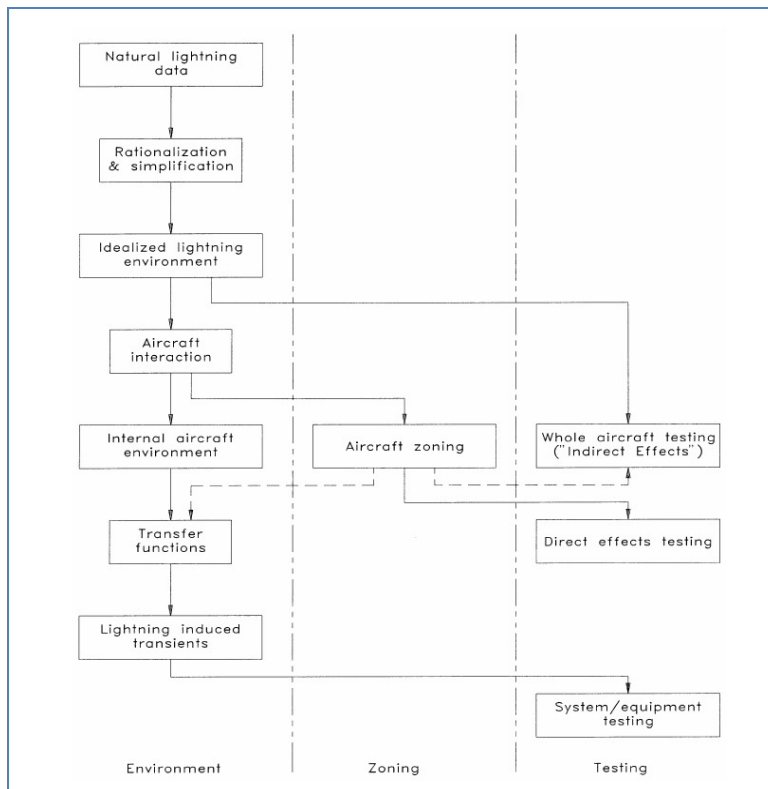 Natural lightning
data
Rationalization
& simplification
Idealized lightning
environment
Aircraft
interaction
Internal aircraft
environment
Aircraft zoning
Whole aircraft testing
("Indirect Effects")
Transfer
functions
Direct effects testing
Lightning induced
transients
System/equipment
testing
Environment
Zoning
Testing